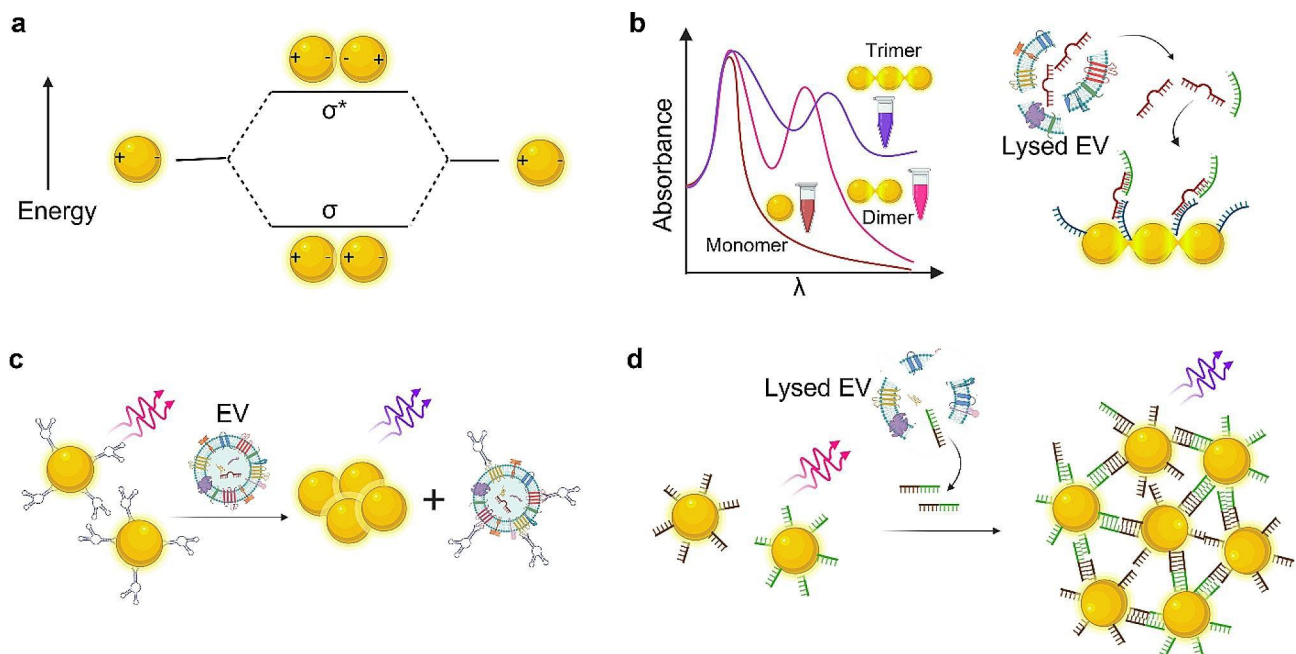 a
+ - - +
σ*
+ -
+ -
Energy
σ
+ - + -
b
Absorbance
Trimer
Dimer
Monomer
λ
Lysed EV
c
EV
+
d
Lysed EV